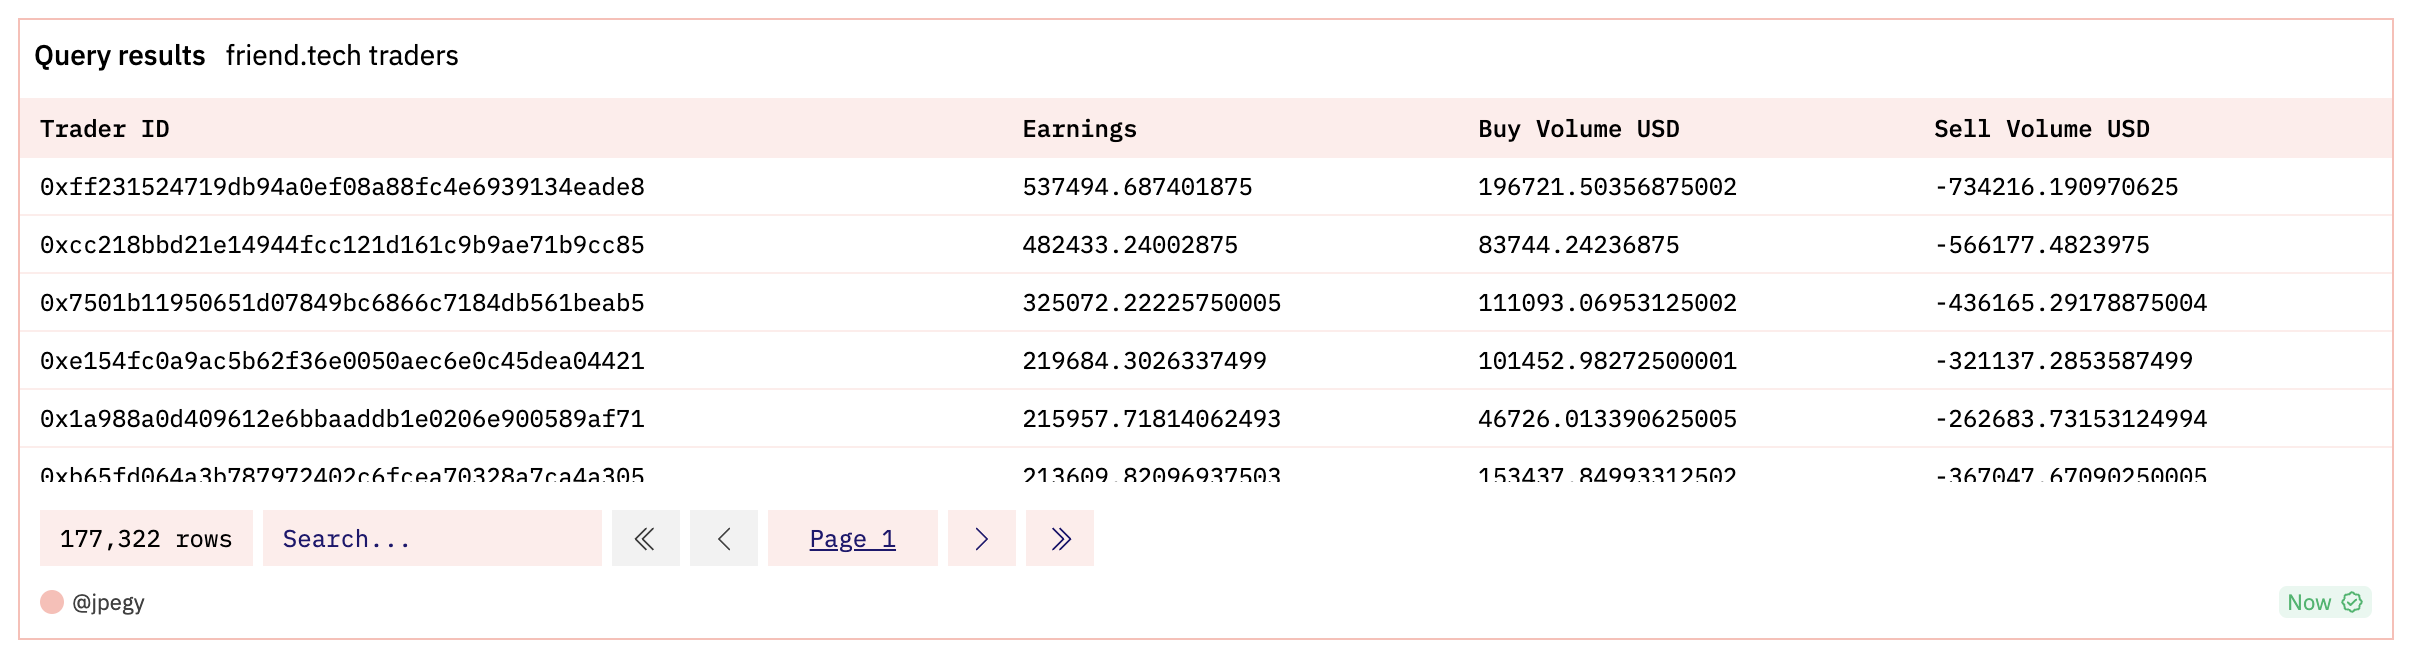 Query results friend.tech traders
Trader ID Earnings Buy Volume USD Sell Volume USD
0xff231524719db94a0ef08a88fc4e6939134eade8 537494.687401875 196721.50356875002 -734216.190970625
0xcc218bbd21e14944fcc121d161c9b9ae71b9cc85 482433.24002875 83744.24236875 -566177.4823975
0x7501b11950651d07849bc6866c7184db561beab5 325072.22225750005 111093.06953125002 -436165.29178875004
0xe154fc0a9ac5b62f36e0050aec6e0c45dea04421 219684.3026337499 101452.98272500001 -321137.2853587499
0x1a988a0d409612e6bbaaddb1e0206e900589af71 215957.71814062493 46726.013390625005 -262683.73153124994
0xb65fd064a3b787972402c6fcea70328a7ca4a305 213609.82096937503 153437.84993312502 -367047.67090250005
177,322 rows Search... Page 1
@jpegy Now